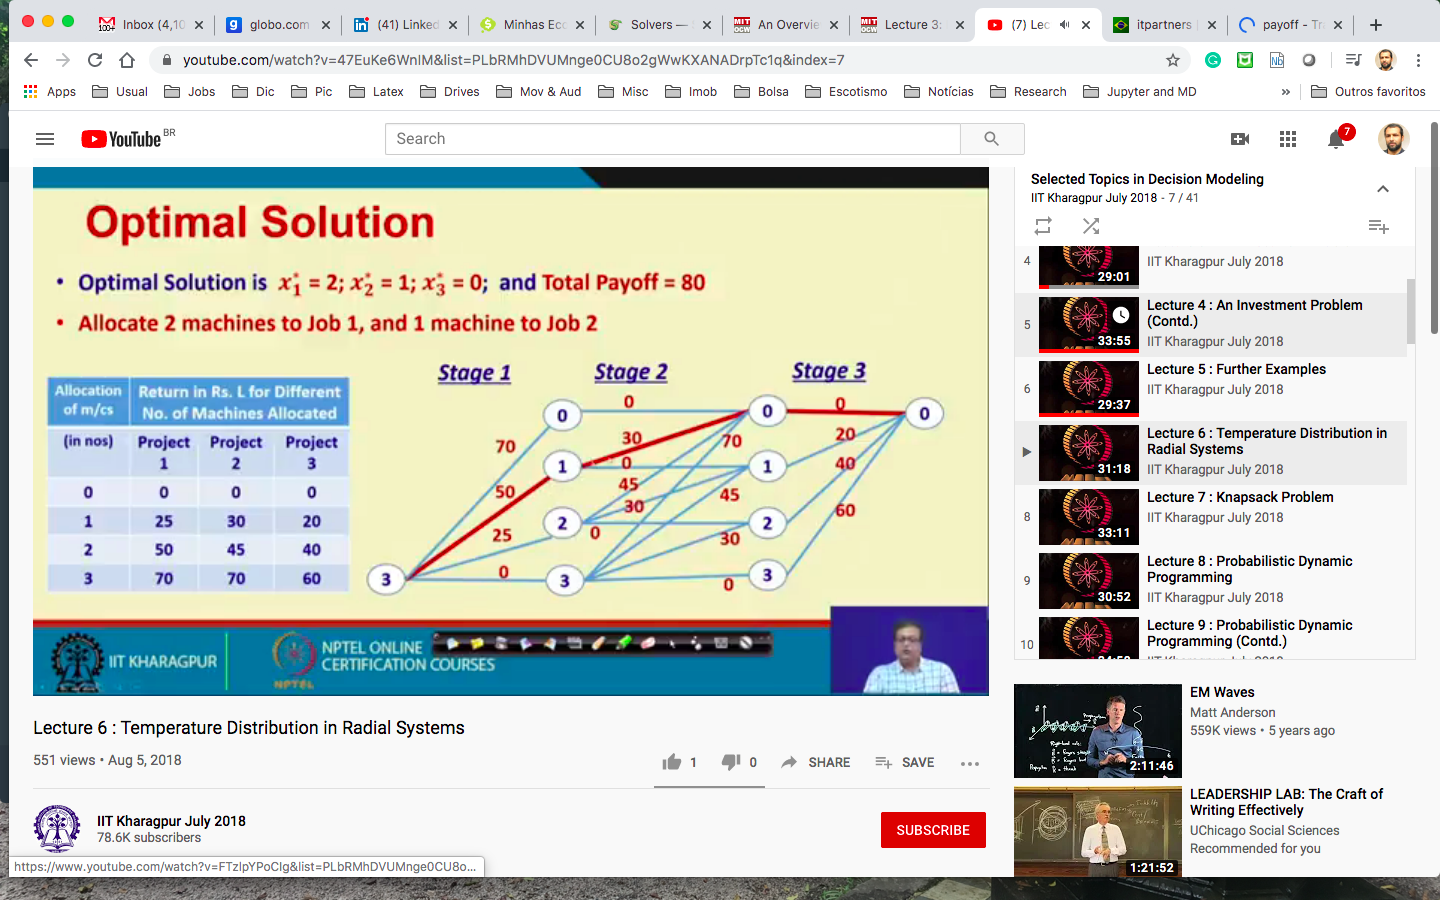 Inbox (4,10
globo.com
(41) Linked
Minhas Ecc
Solvers —
An Overvie
Lecture 3:
(7) Lec
itpartners
payoff - Tra
youtube.com/watch?v=47EuKe6WnIM&list=PLbRMhDVUMnge0CU8o2gWwKXANADrpTc1q&index=7
Apps Usual Jobs Dic Pic Latex Drives Mov & Aud Misc Imob Bolsa Escotismo Notícias Research Jupyter and MD » Outros favoritos
YouTube BR
Search
7
Optimal Solution
• Optimal Solution is x₁* = 2; x₂* = 1; x₃* = 0; and Total Payoff = 80
• Allocate 2 machines to Job 1, and 1 machine to Job 2
Allocation of m/cs Return in Rs. L for Different
No. of Machines Allocated
(in nos) Project 1 Project 2 Project 3
0 0 0 0
1 25 30 20
2 50 45 40
3 70 70 60
Stage 1 Stage 2 Stage 3
0 0 0 0 0
70 30 70 20
1 0 1 40
50 45 45
30 60
25 2 0 2 30
3 0 3 0 3
IIT KHARAGPUR
NPTEL
NPTEL ONLINE
CERTIFICATION COURSES
Lecture 6 : Temperature Distribution in Radial Systems
551 views • Aug 5, 2018
1 0 SHARE SAVE
IIT Kharagpur July 2018
78.6K subscribers
SUBSCRIBE
https://www.youtube.com/watch?v=FTzlpYPoCIg&list=PLbRMhDVUMnge0CU8o...
Selected Topics in Decision Modeling
IIT Kharagpur July 2018 - 7 / 41
4
29:01
IIT Kharagpur July 2018
5
33:55
Lecture 4 : An Investment Problem
(Contd.)
IIT Kharagpur July 2018
6
29:37
Lecture 5 : Further Examples
IIT Kharagpur July 2018
31:18
Lecture 6 : Temperature Distribution in
Radial Systems
IIT Kharagpur July 2018
8
33:11
Lecture 7 : Knapsack Problem
IIT Kharagpur July 2018
9
30:52
Lecture 8 : Probabilistic Dynamic
Programming
IIT Kharagpur July 2018
10
Lecture 9 : Probabilistic Dynamic
Programming (Contd.)
2:11:46
EM Waves
Matt Anderson
559K views • 5 years ago
1:21:52
LEADERSHIP LAB: The Craft of
Writing Effectively
UChicago Social Sciences
Recommended for you